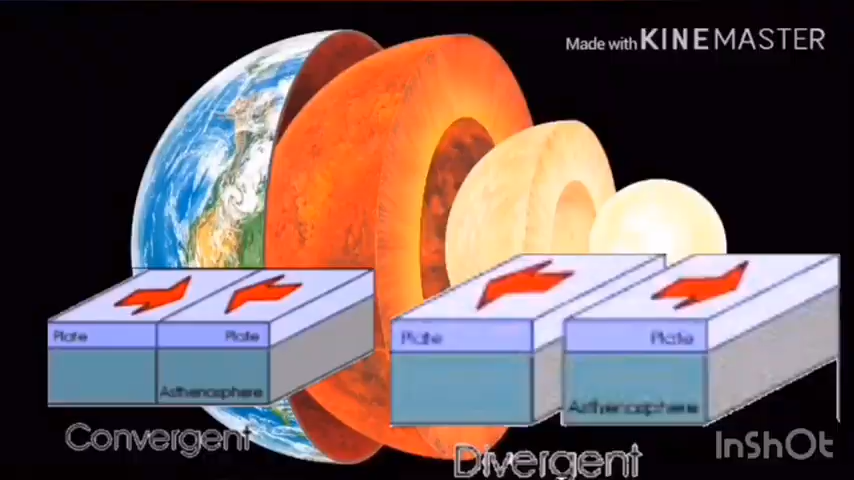 Made with KINEMASTER
Plate
Plate
Asthenosphere
Convergent
Plate
Plate
Asthenosphere
Divergent
InShOt